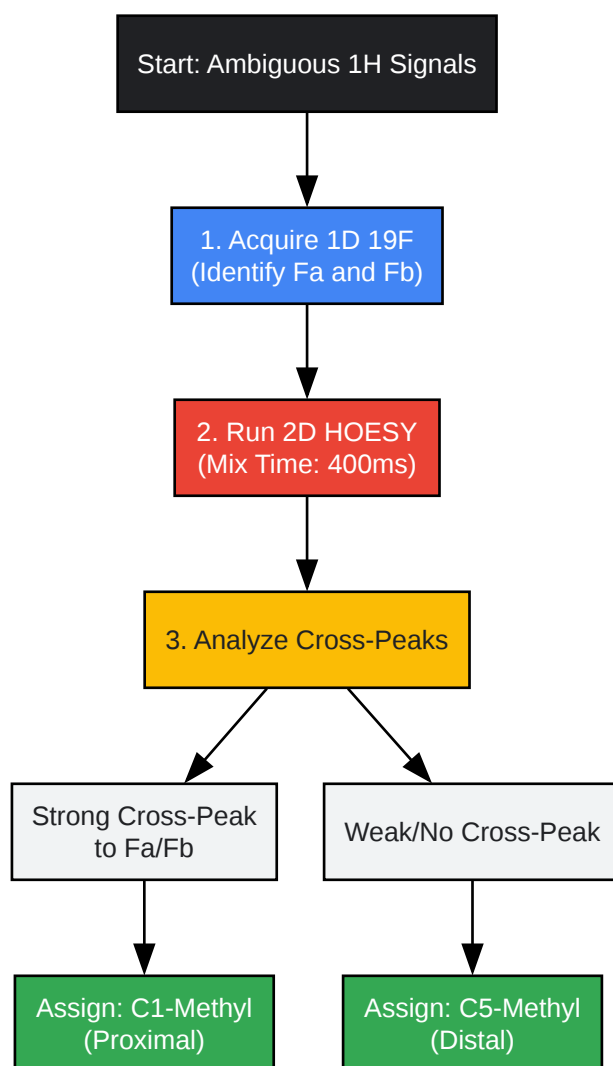 Start: Ambiguous 1H Signals
1. Acquire 1D 19F
(Identify Fa and Fb)
2. Run 2D HOESY
(Mix Time: 400ms)
3. Analyze Cross-Peaks
Strong Cross-Peak
to Fa/Fb
Weak/No Cross-Peak
Assign: C1-Methyl
(Proximal)
Assign: C5-Methyl
(Distal)